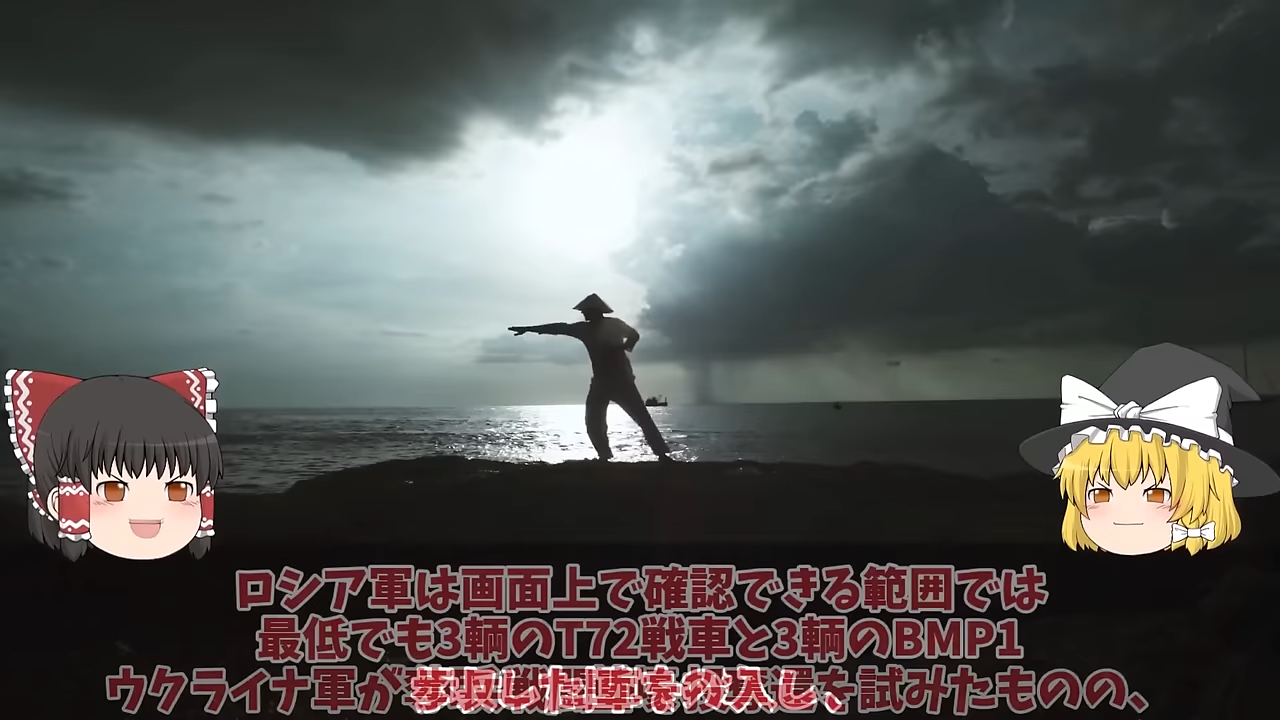 ロシア軍は画面上で確認できる範囲では
最低でも3輌のT72戦車と3輌のBMP1
ウクライナ軍が を試みたものの、